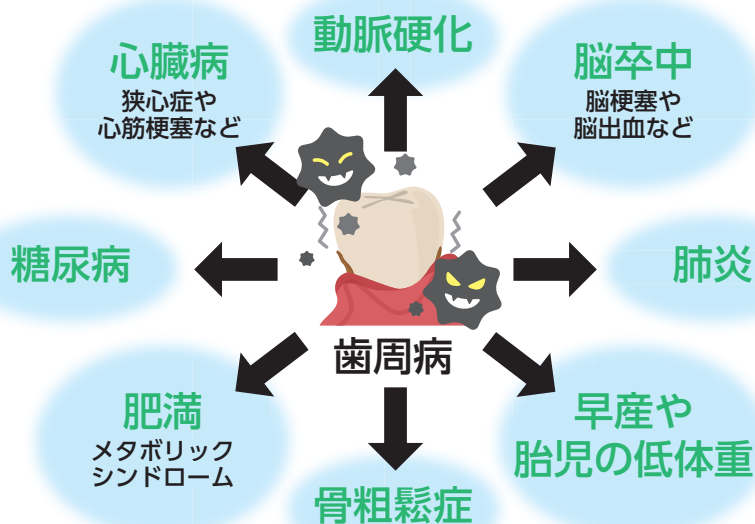 動脈硬化
心臓病
狭心症や
心筋梗塞など
脳卒中
脳梗塞や
脳出血など
糖尿病
肺炎
歯周病
肥満
メタボリック
シンドローム
早産や
胎児の低体重
骨粗鬆症